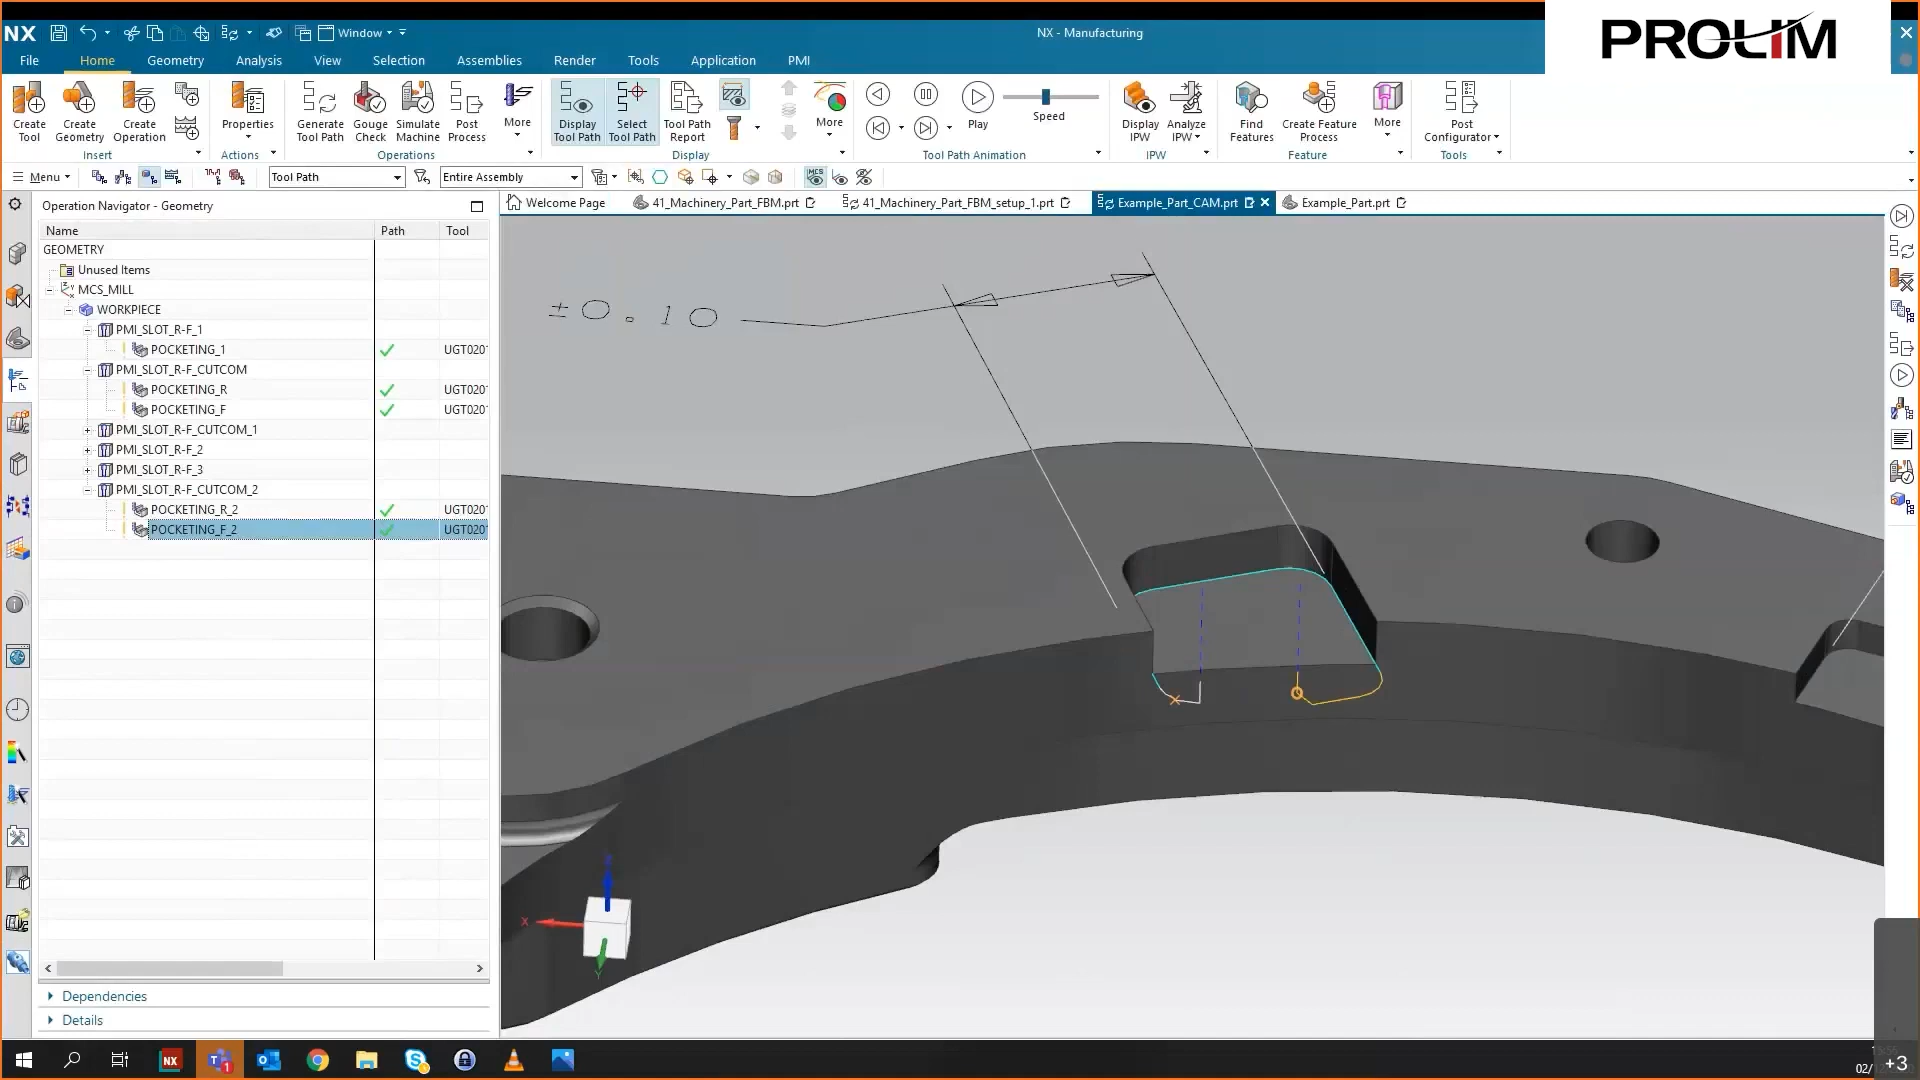 NX
Window
NX - Manufacturing
PROLIM
File Home Geometry Analysis View Selection Assemblies Render Tools Application PMI
Create Tool
Create Geometry
Create Operation
Insert
Properties
Actions
Generate Tool Path
Gouge Check
Simulate Machine
Post Process
More
Operations
Display Tool Path
Select Tool Path
Tool Path Report
More
Display
Play
Speed
Tool Path Animation
Display IPW
Analyze IPW
IPW
Find Features
Create Feature Process
More
Feature
Post Configurator
Tools
Menu
Tool Path
Entire Assembly
MCS
Operation Navigator - Geometry
Welcome Page
41_Machinery_Part_FBM.prt
41_Machinery_Part_FBM_setup_1.prt
Example_Part_CAM.prt
Example_Part.prt
Name Path Tool
GEOMETRY
Unused Items
MCS_MILL
WORKPIECE
PMI_SLOT_R-F_1
POCKETING_1 UGT020
PMI_SLOT_R-F_CUTCOM
POCKETING_R UGT020
POCKETING_F UGT020
PMI_SLOT_R-F_CUTCOM_1
PMI_SLOT_R-F_2
PMI_SLOT_R-F_3
PMI_SLOT_R-F_CUTCOM_2
POCKETING_R_2 UGT020
POCKETING_F_2 UGT020
±0.10
X
Y
Dependencies
Details
NX
T 1
02/
+3